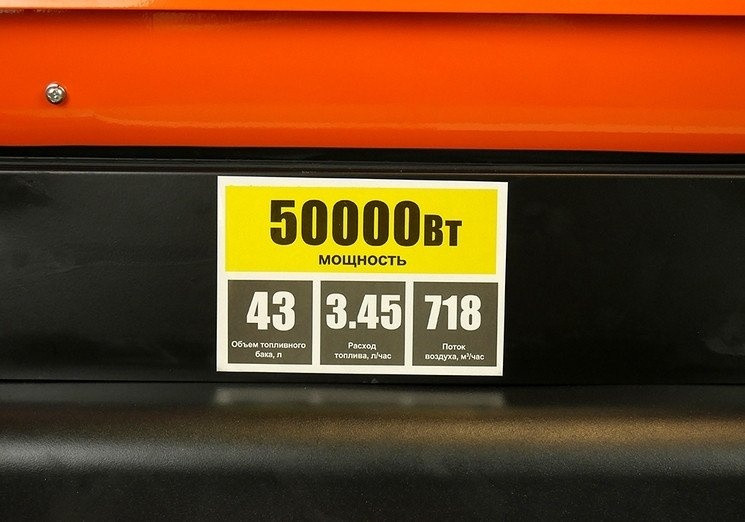 50000Вт
мощность
43
Объем топливного
бака, л
3.45
Расход
топлива, л/час
718
Поток
воздуха, м³/час